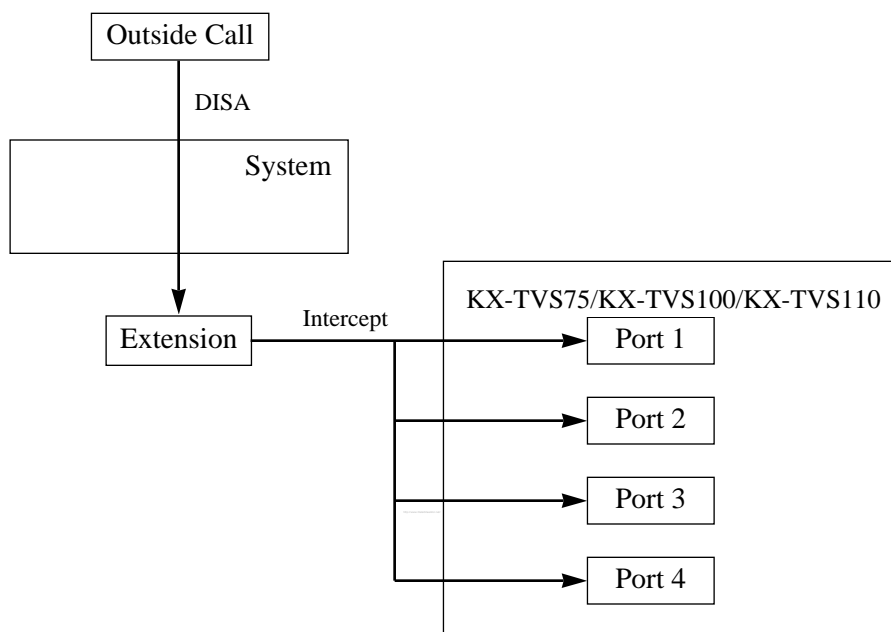 Outside Call
DISA
System
KX-TVS75/KX-TVS100/KX-TVS110
Intercept
Extension
Port 1
Port 2
Port 3
Port 4